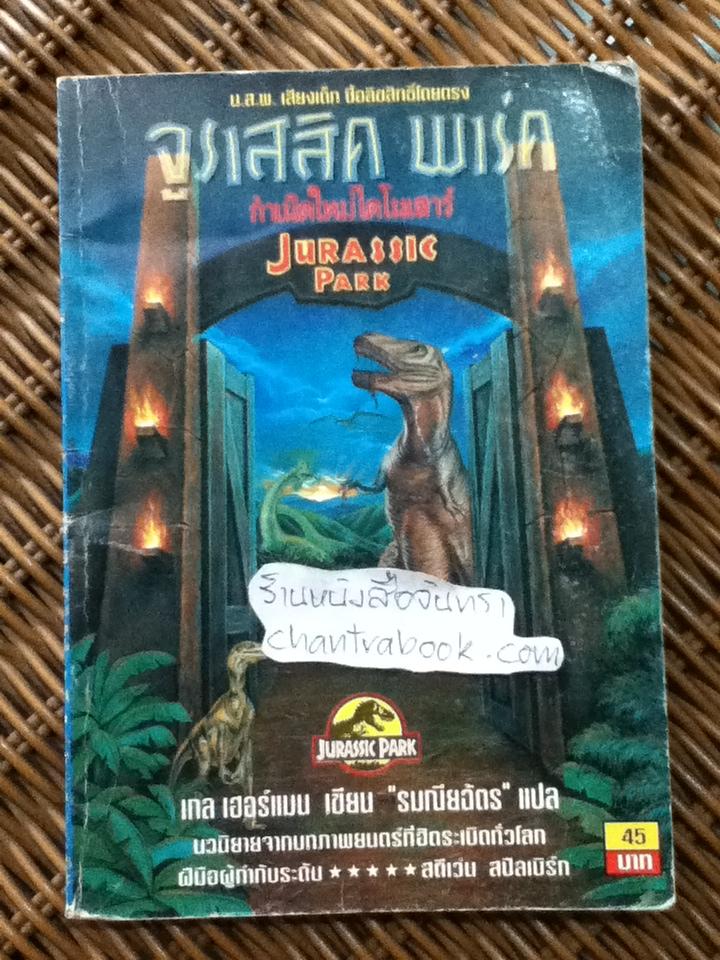 น.ส.พ. เสียงเด็ก ซื้อลิขสิทธิ์โดยตรง
จูราสสิค พาร์ค
กำเนิดใหม่ไดโนเสาร์
JURASSIC
PARK
ร้านหนังสือจันทรา
chantrabook.com
JURASSIC PARK
เกล เฮอร์แมน เขียน "รมณียฉัตร" แปล
นวนิยายจากบทภาพยนตร์ที่ฮิตระเบิดทั่วโลก
ฝีมือผู้กำกับระดับ ★★★★★ สตีเว่น สปิลเบิร์ก
45
บาท